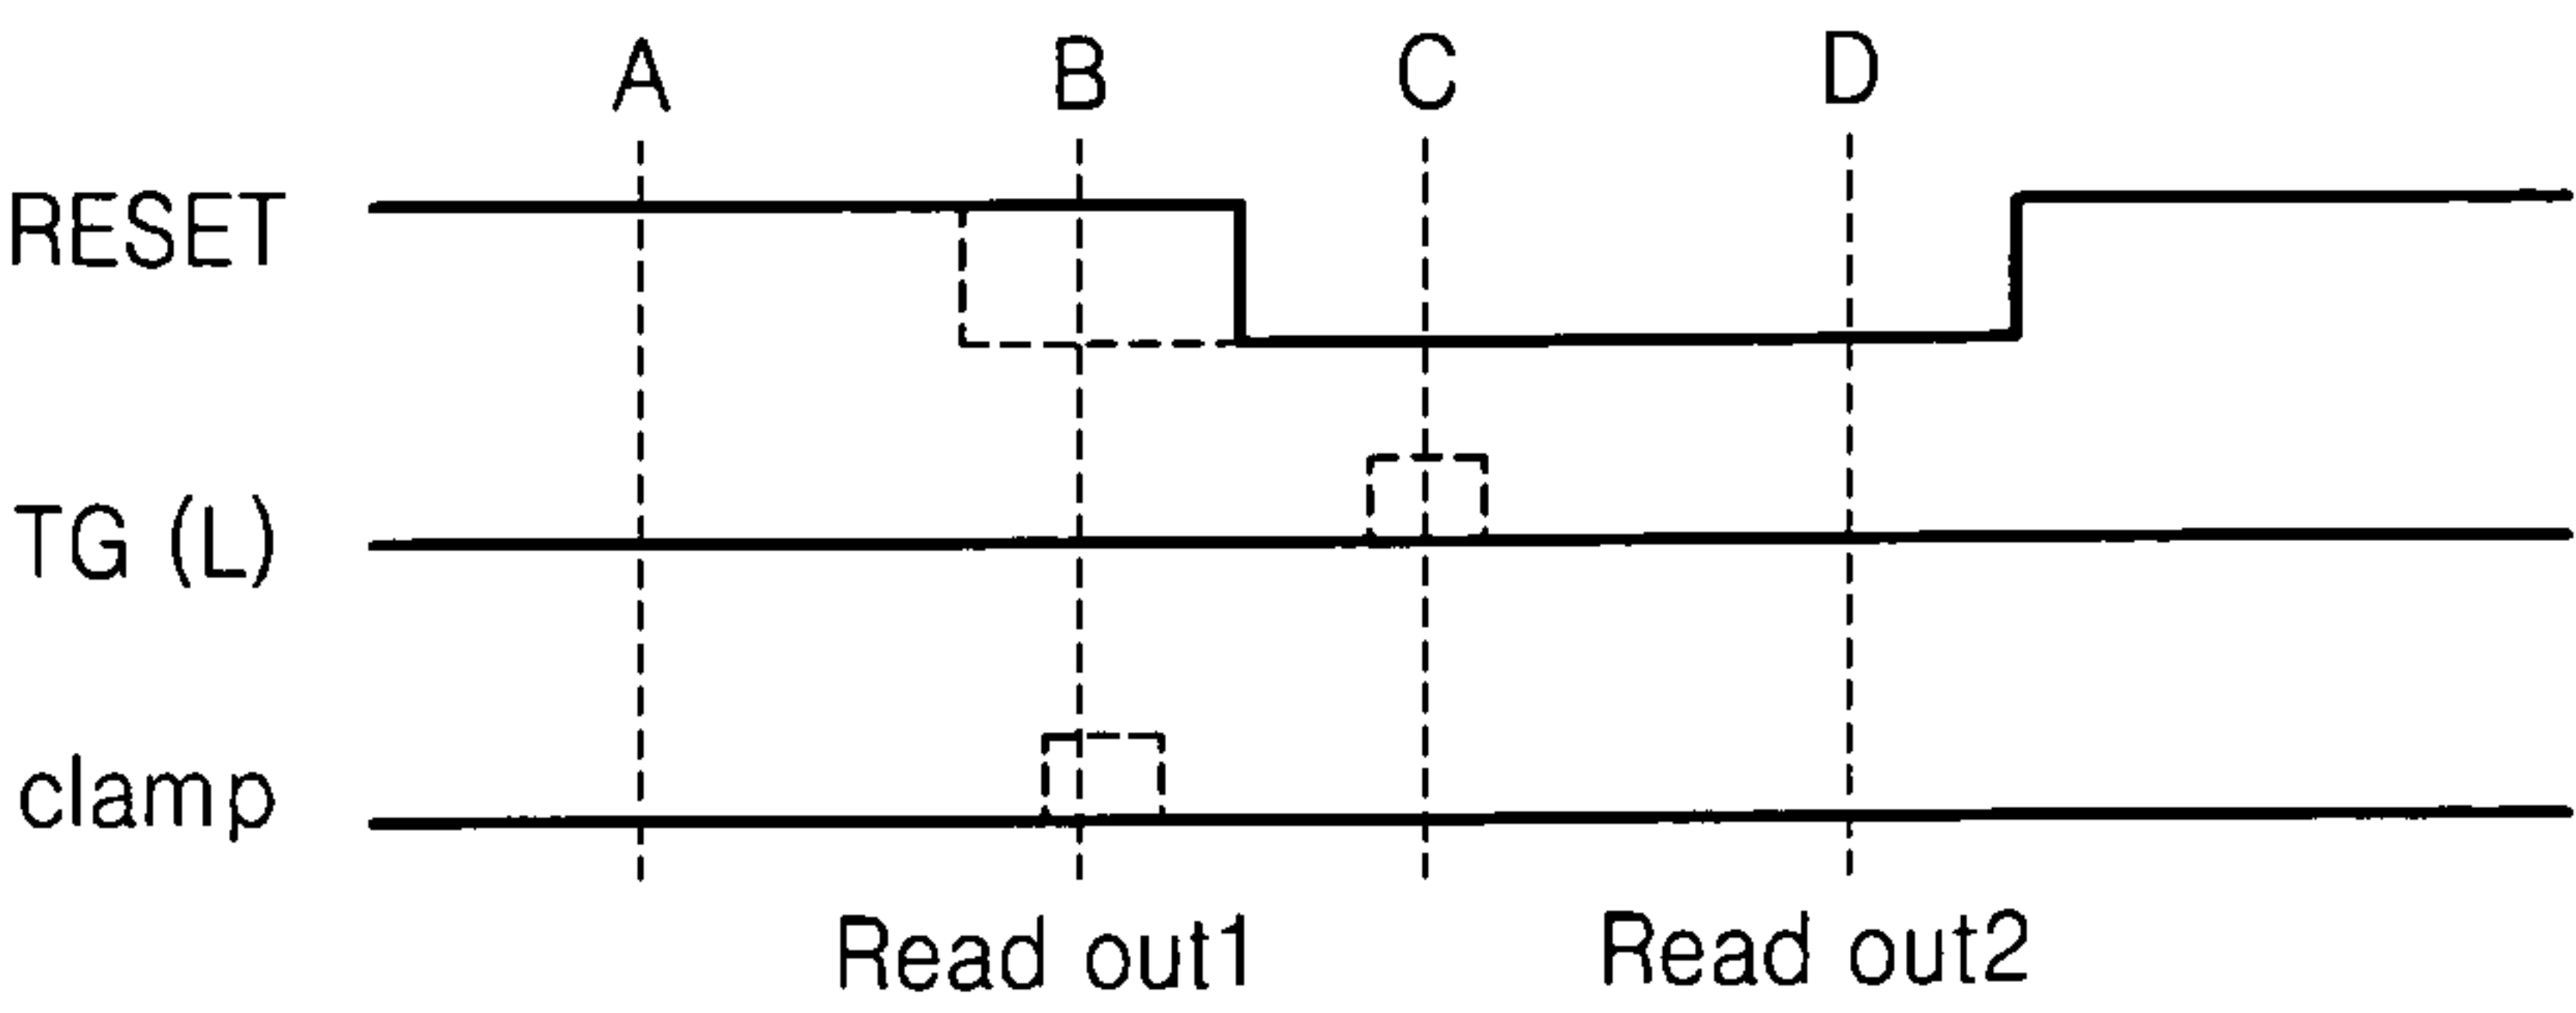 A B C D
RESET
TG (L)
clamp
Read out1 Read out2